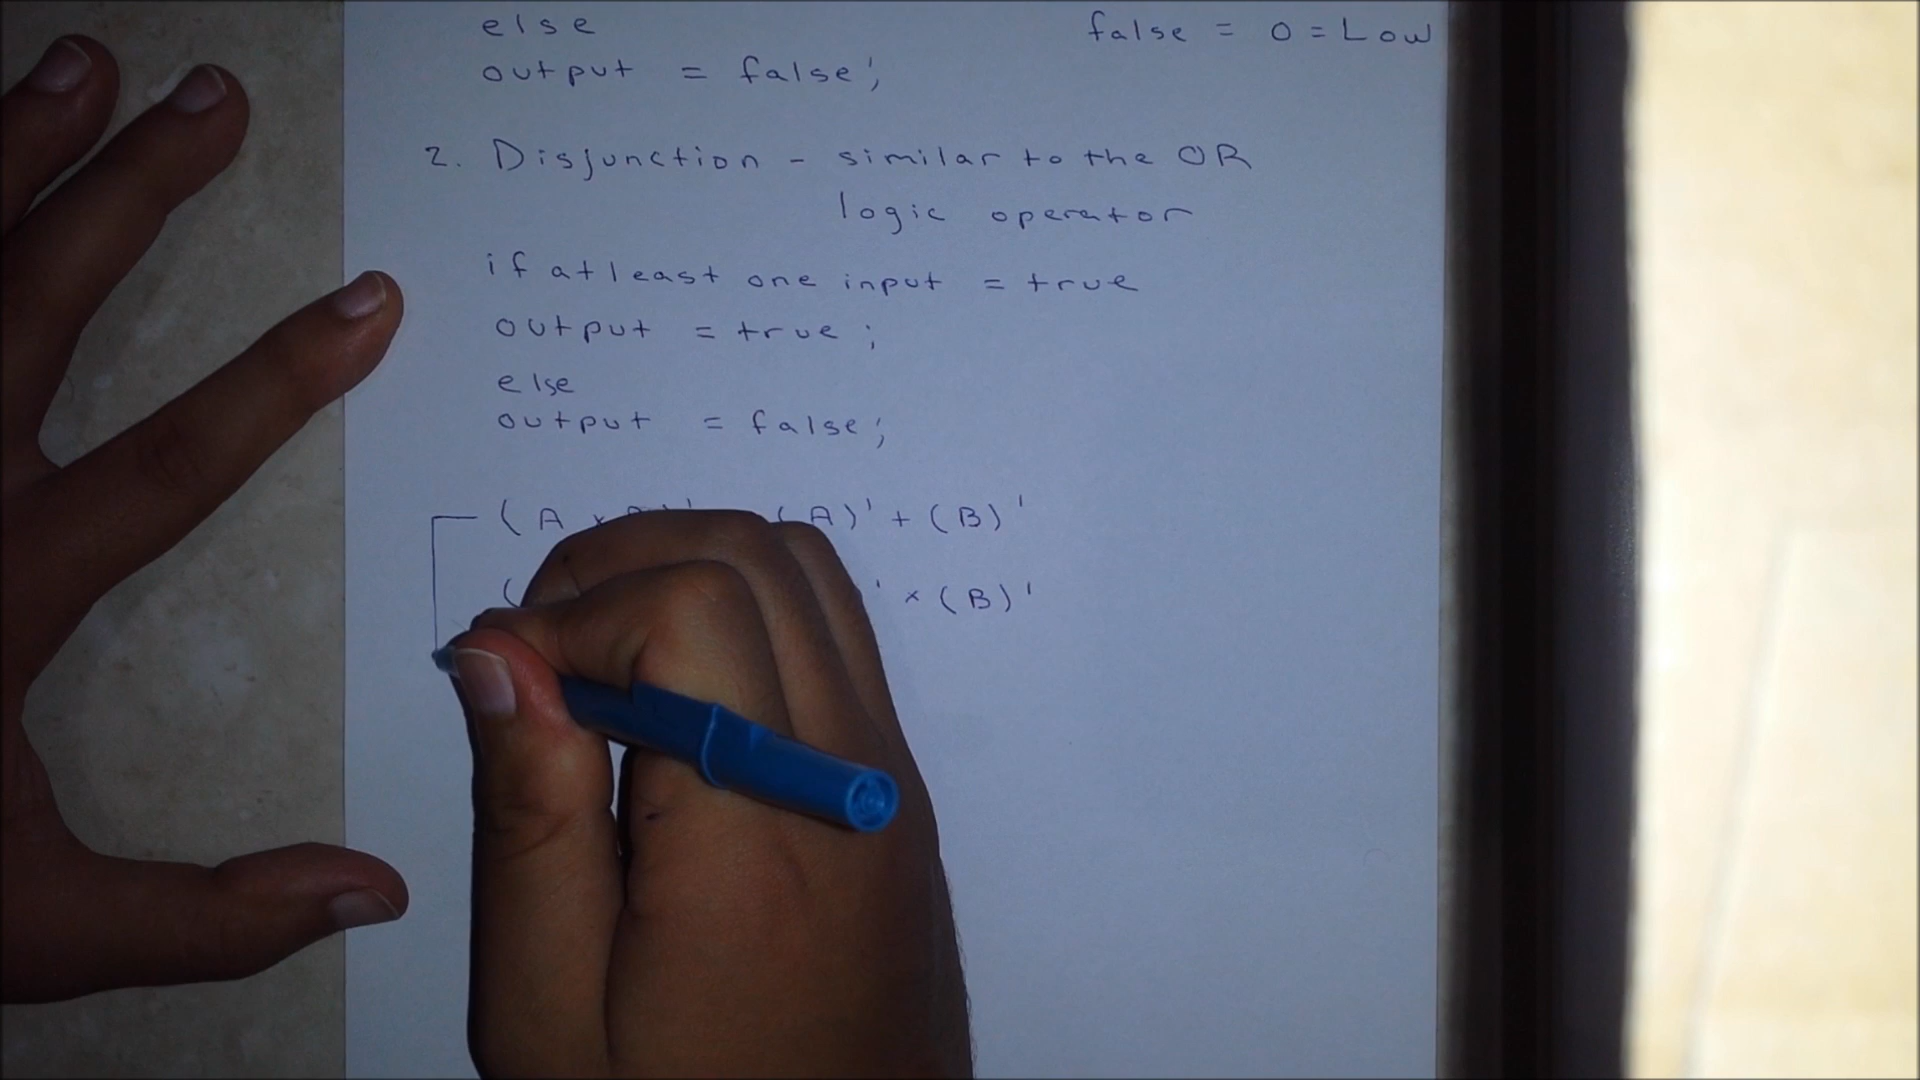 else
false = 0 = Low
output = false;
2. Disjunction - similar to the OR
logic operator
if atleast one input = true
output = true ;
else
output = false;
(A × (A)' + (B)'
( ' × (B)'